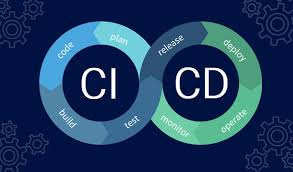 plan
code
build
test
CI
release
deploy
operate
monitor
CD